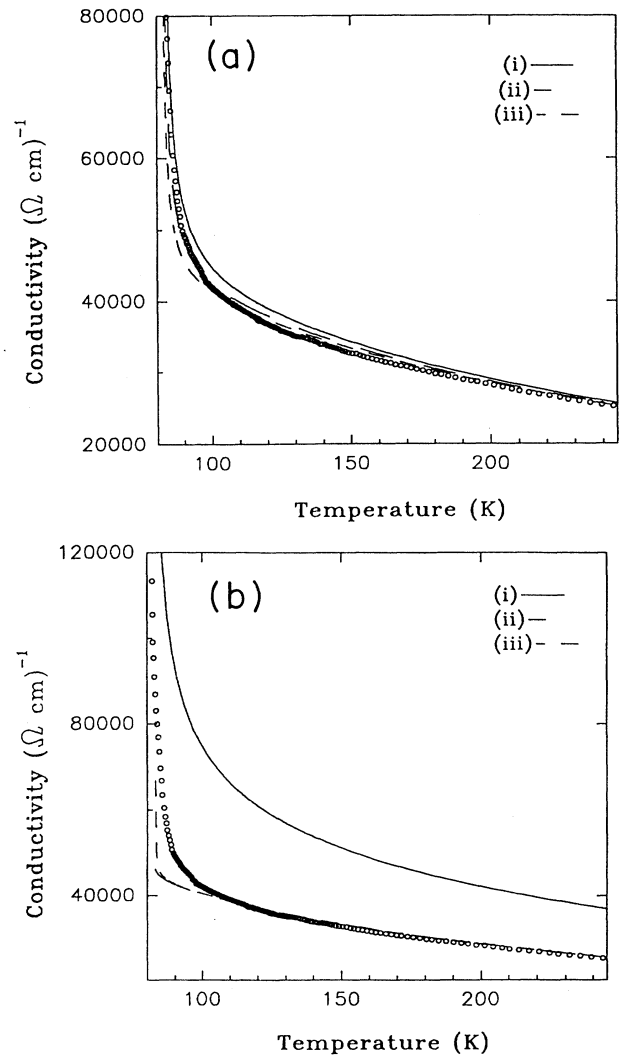 80000
60000
40000
20000
Conductivity (Ω cm)⁻¹
(a)
(i)
(ii)
(iii)
100
150
200
Temperature (K)
120000
80000
40000
Conductivity (Ω cm)⁻¹
(b)
(i)
(ii)
(iii)
100
150
200
Temperature (K)